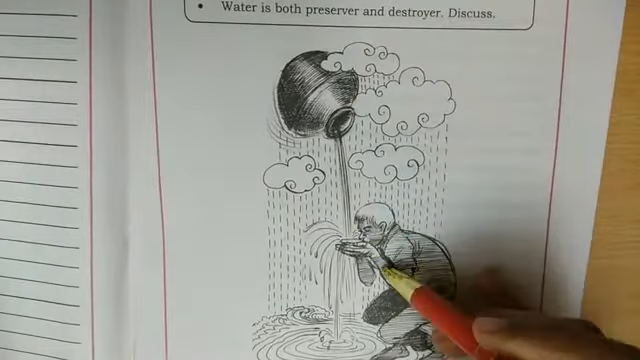 • Water is both preserver and destroyer. Discuss.